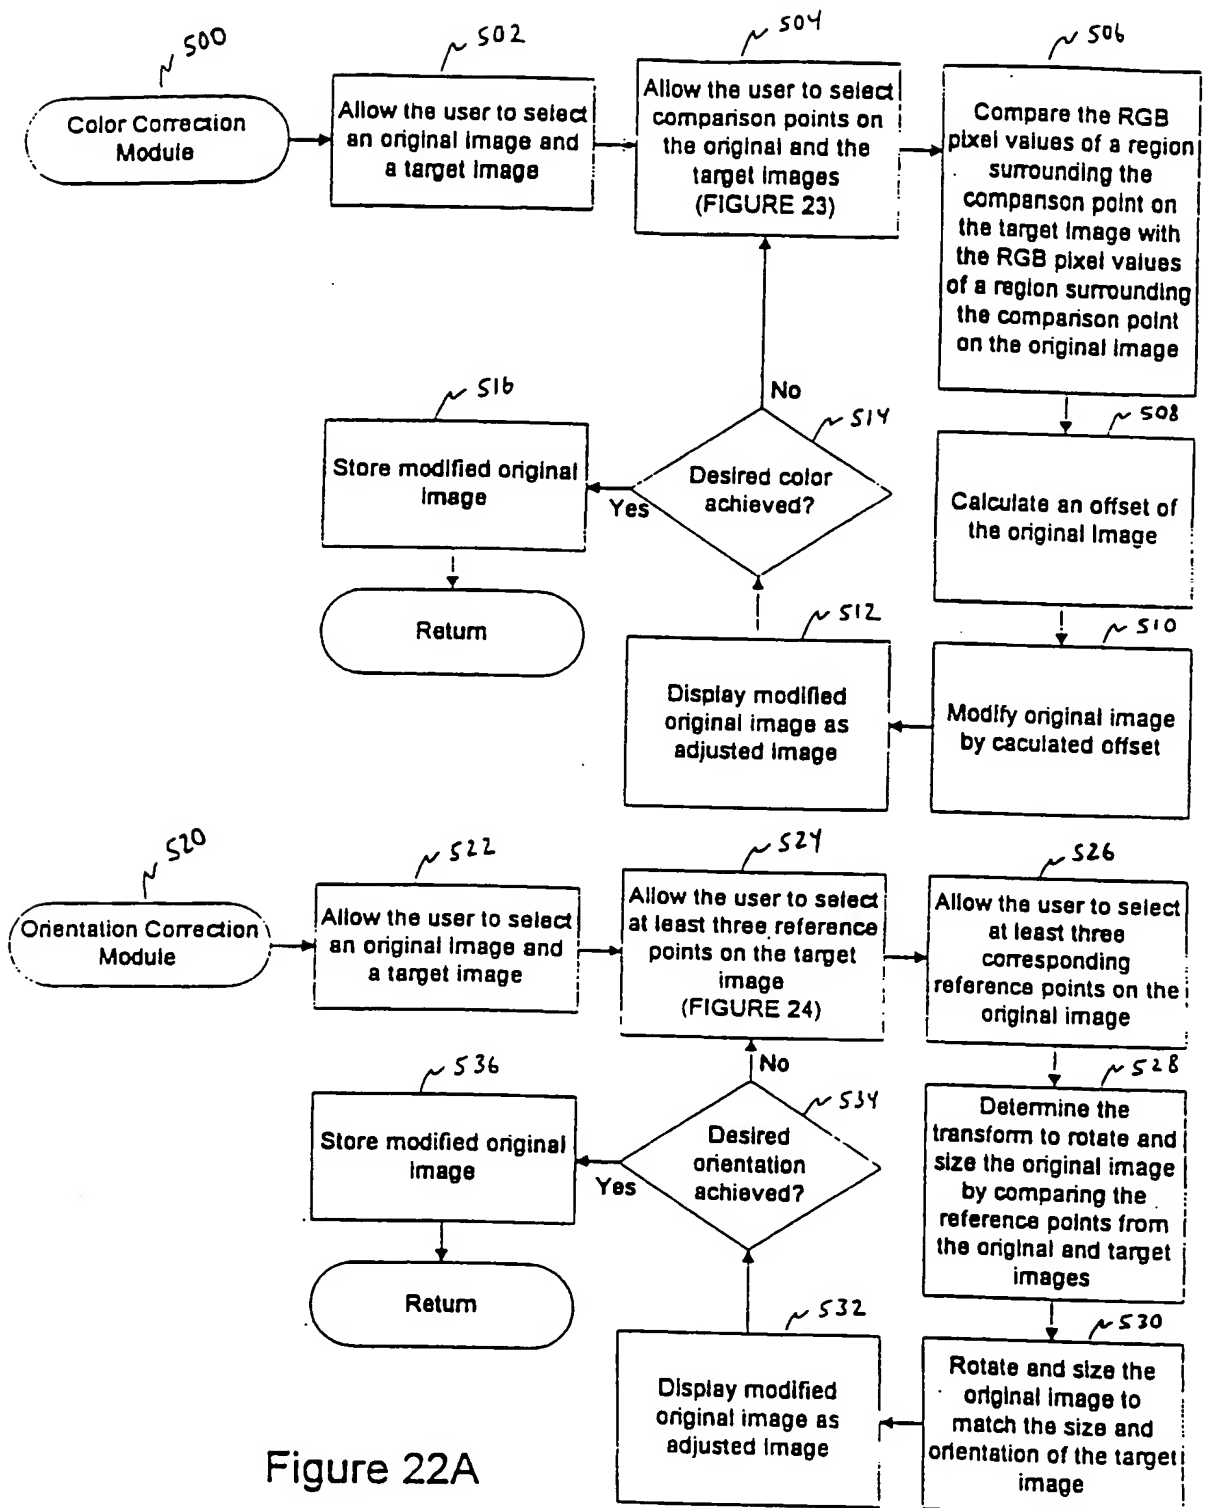 500
Color Correction
Module
502
Allow the user to select
an original image and
a target image
504
Allow the user to select
comparison points on
the original and the
target images
(FIGURE 23)
506
Compare the RGB
pixel values of a region
surrounding the
comparison point on
the target image with
the RGB pixel values
of a region surrounding
the comparison point
on the original image
508
Calculate an offset of
the original image
510
Modify original image
by caculated offset
512
Display modified
original image as
adjusted image
514
Desired color
achieved?
No
Yes
516
Store modified original
image
Return
520
Orientation Correction
Module
522
Allow the user to select
an original image and
a target image
524
Allow the user to select
at least three reference
points on the target
image
(FIGURE 24)
526
Allow the user to select
at least three
corresponding
reference points on the
original image
528
Determine the
transform to rotate and
size the original image
by comparing the
reference points from
the original and target
images
530
Rotate and size the
original image to
match the size and
orientation of the target
image
532
Display modified
original image as
adjusted image
534
Desired
orientation
achieved?
No
Yes
536
Store modified original
image
Return
Figure 22A